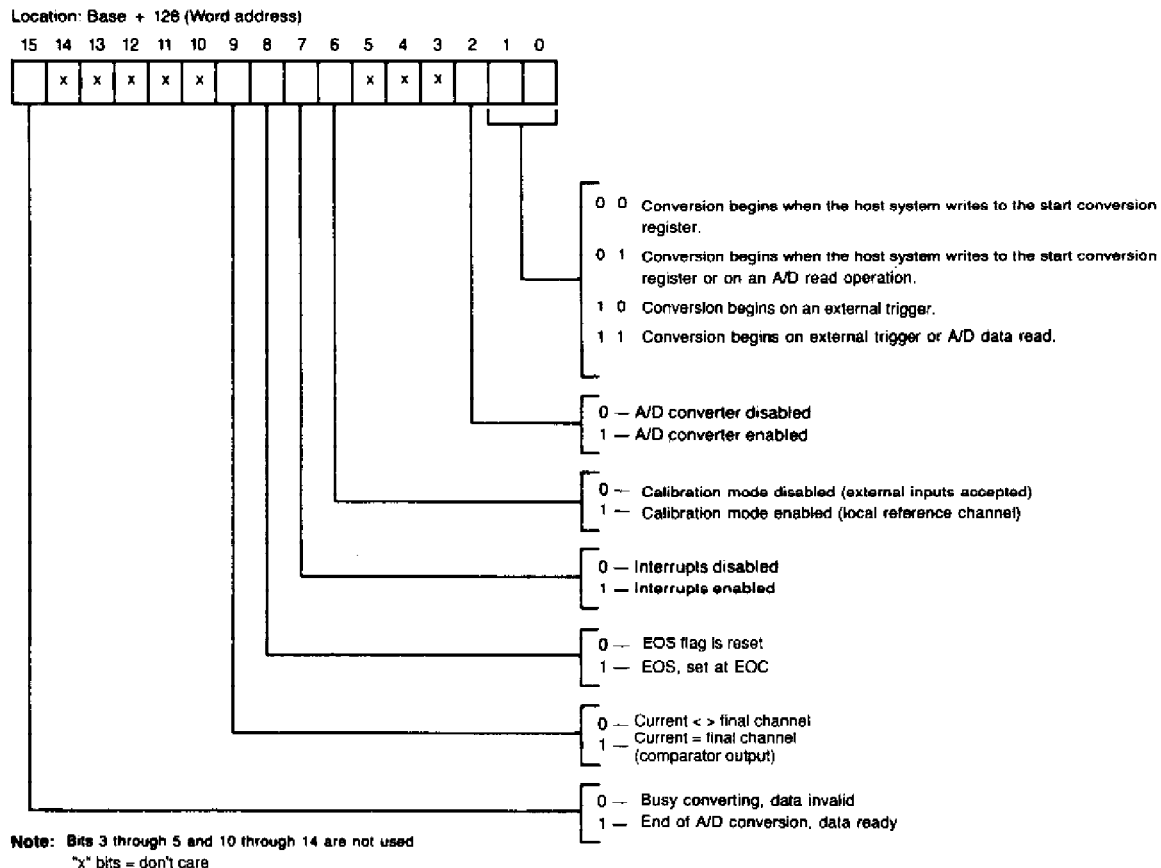 Location: Base + 128 (Word address)
15 14 13 12 11 10 9 8 7 6 5 4 3 2 1 0
x x x x x x x x
0 0 Conversion begins when the host system writes to the start conversion
register.
0 1 Conversion begins when the host system writes to the start conversion
register or on an A/D read operation.
1 0 Conversion begins on an external trigger.
1 1 Conversion begins on external trigger or A/D data read.
0 — A/D converter disabled
1 — A/D converter enabled
0 — Calibration mode disabled (external inputs accepted)
1 — Calibration mode enabled (local reference channel)
0 — Interrupts disabled
1 — Interrupts enabled
0 — EOS flag is reset
1 — EOS, set at EOC
0 — Current < > final channel
1 — Current = final channel
(comparator output)
0 — Busy converting, data invalid
1 — End of A/D conversion, data ready
Note: Bits 3 through 5 and 10 through 14 are not used
"x" bits = don't care